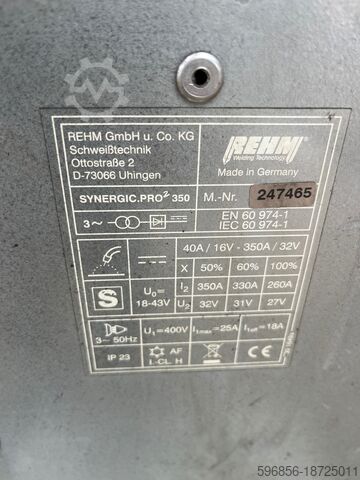 REHM GmbH u. Co. KG
Schweißtechnik
Ottostraße 2
D-73066 Uhingen
REHM
Welding Technology
Made in Germany
SYNERGIC.PRO² 350 M.-Nr. 247465
3~ EN 60 974-1
IEC 60 974-1
40A / 16V - 350A / 32V
X 50% 60% 100%
S U₀= I₂ 350A 330A 260A
18-43V U₂ 32V 31V 27V
3~ 50Hz U₁=400V I₁max=25A I₁eff=18A
IP 23 AF
I.-CL. H CE
596856-18725011